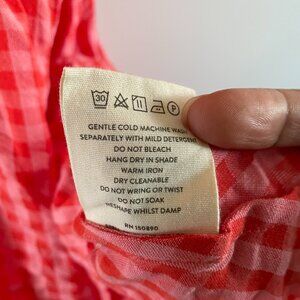 30 P
GENTLE COLD MACHINE WASH
SEPARATELY WITH MILD DETERGENT
DO NOT BLEACH
HANG DRY IN SHADE
WARM IRON
DRY CLEANABLE
DO NOT WRING OR TWIST
DO NOT SOAK
RESHAPE WHILST DAMP
RN 150890